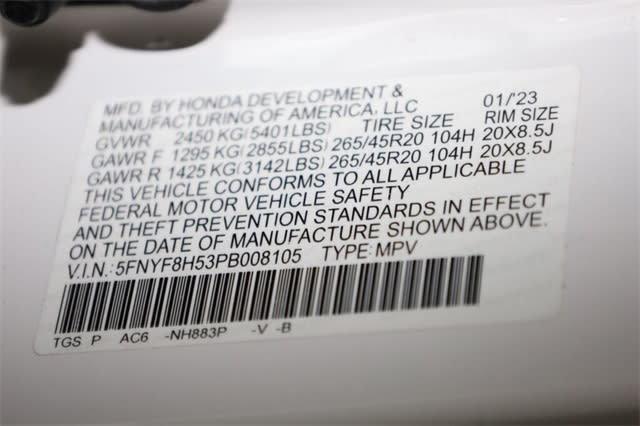 MFD. BY HONDA DEVELOPMENT &
MANUFACTURING OF AMERICA, LLC 01/'23
GVWR 2450 KG(5401LBS) TIRE SIZE RIM SIZE
GAWR F 1295 KG(2855LBS) 265/45R20 104H 20X8.5J
GAWR R 1425 KG(3142LBS) 265/45R20 104H 20X8.5J
THIS VEHICLE CONFORMS TO ALL APPLICABLE
FEDERAL MOTOR VEHICLE SAFETY
AND THEFT PREVENTION STANDARDS IN EFFECT
ON THE DATE OF MANUFACTURE SHOWN ABOVE.
V.I.N.: 5FNYF8H53PB008105 TYPE: MPV
TGS P AC6 -NH883P -V -B